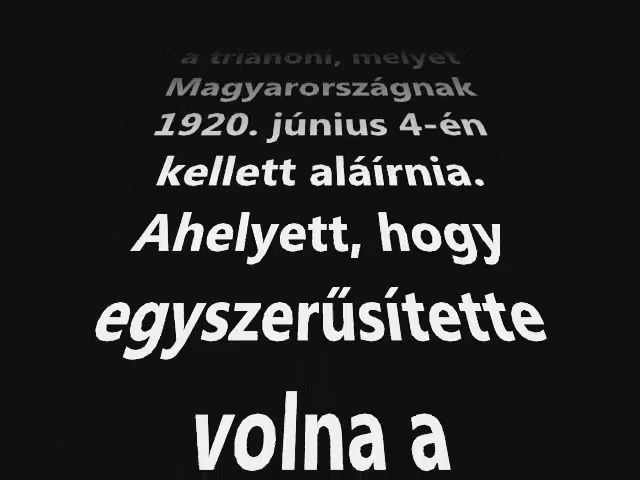 a trianoni, melyet
Magyarországnak
1920. június 4-én
kellett aláírnia.
Ahelyett, hogy
egyszerűsítette
volna a